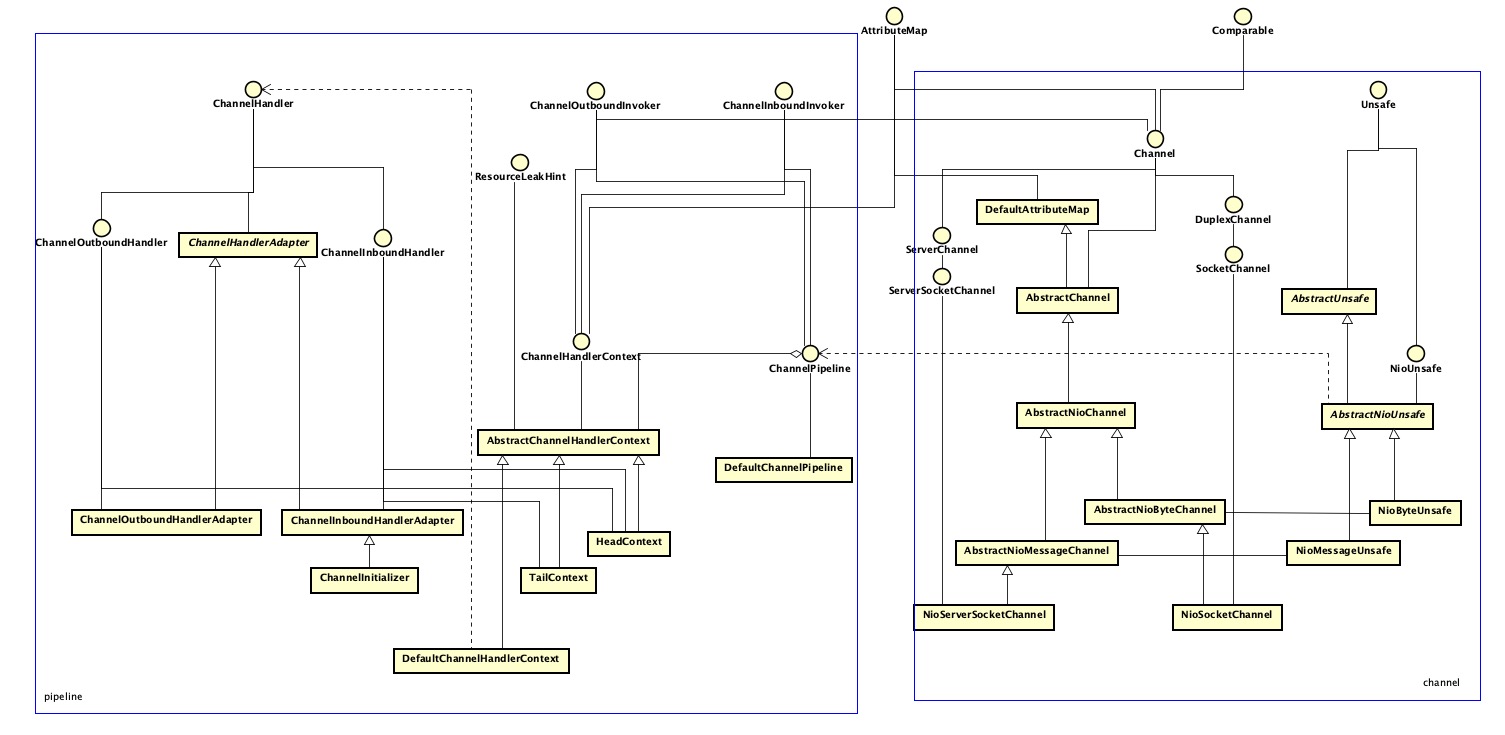 AttributeMap
Comparable
ChannelHandler
ChannelOutboundInvoker
ChannelInboundInvoker
Unsafe
Channel
ResourceLeakHint
DefaultAttributeMap
DuplexChannel
ChannelOutboundHandler
ChannelHandlerAdapter
ChannelInboundHandler
ServerChannel
SocketChannel
ServerSocketChannel
AbstractChannel
AbstractUnsafe
ChannelHandlerContext
ChannelPipeline
NioUnsafe
AbstractNioChannel
AbstractNioUnsafe
AbstractChannelHandlerContext
DefaultChannelPipeline
AbstractNioByteChannel
NioByteUnsafe
ChannelOutboundHandlerAdapter
ChannelInboundHandlerAdapter
HeadContext
AbstractNioMessageChannel
NioMessageUnsafe
ChannelInitializer
TailContext
NioServerSocketChannel
NioSocketChannel
DefaultChannelHandlerContext
channel
pipeline